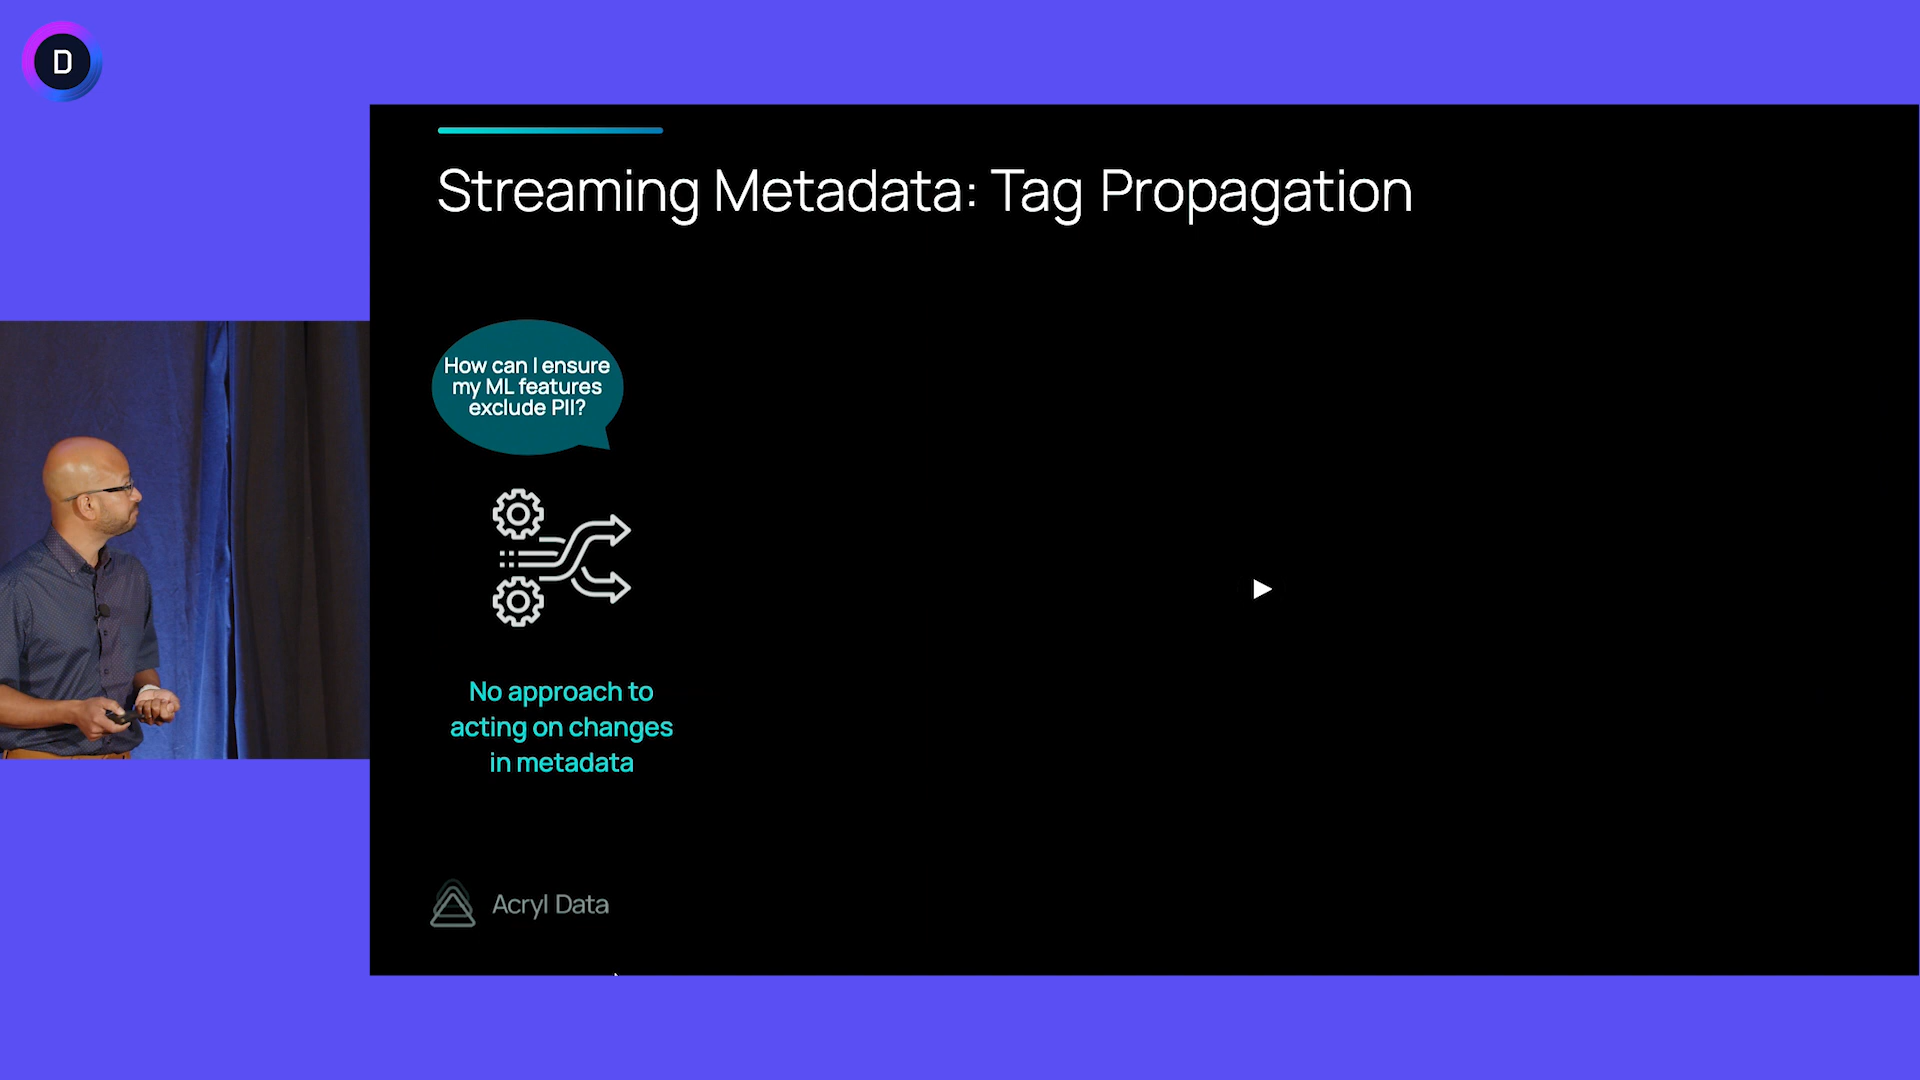 D
Streaming Metadata: Tag Propagation
How can I ensure
my ML features
exclude PII?
No approach to
acting on changes
in metadata
Acryl Data